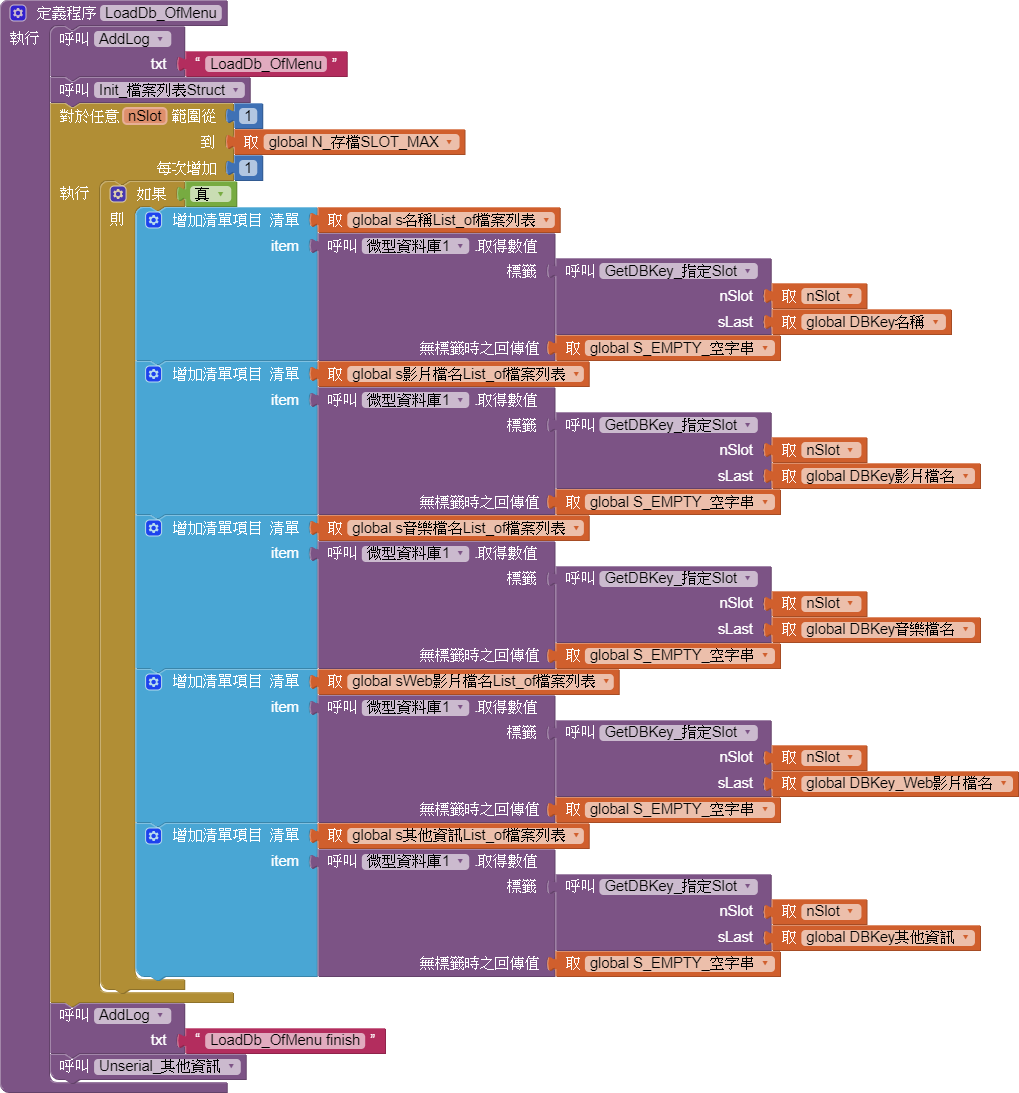 定義程序 LoadDb_OfMenu
執行 呼叫 AddLog
txt “ LoadDb_OfMenu ”
呼叫 Init_檔案列表Struct
對於任意 nSlot 範圍從 1
到 取 global N_存檔SLOT_MAX
每次增加 1
執行 如果 真
則 增加清單項目 清單 取 global s名稱List_of檔案列表
item 呼叫 微型資料庫1 .取得數值
標籤 呼叫 GetDBKey_指定Slot
nSlot 取 nSlot
sLast 取 global DBKey名稱
無標籤時之回傳值 取 global S_EMPTY_空字串
增加清單項目 清單 取 global s影片檔名List_of檔案列表
item 呼叫 微型資料庫1 .取得數值
標籤 呼叫 GetDBKey_指定Slot
nSlot 取 nSlot
sLast 取 global DBKey影片檔名
無標籤時之回傳值 取 global S_EMPTY_空字串
增加清單項目 清單 取 global s音樂檔名List_of檔案列表
item 呼叫 微型資料庫1 .取得數值
標籤 呼叫 GetDBKey_指定Slot
nSlot 取 nSlot
sLast 取 global DBKey音樂檔名
無標籤時之回傳值 取 global S_EMPTY_空字串
增加清單項目 清單 取 global sWeb影片檔名List_of檔案列表
item 呼叫 微型資料庫1 .取得數值
標籤 呼叫 GetDBKey_指定Slot
nSlot 取 nSlot
sLast 取 global DBKey_Web影片檔名
無標籤時之回傳值 取 global S_EMPTY_空字串
增加清單項目 清單 取 global s其他資訊List_of檔案列表
item 呼叫 微型資料庫1 .取得數值
標籤 呼叫 GetDBKey_指定Slot
nSlot 取 nSlot
sLast 取 global DBKey其他資訊
無標籤時之回傳值 取 global S_EMPTY_空字串
呼叫 AddLog
txt “ LoadDb_OfMenu finish ”
呼叫 Unserial_其他資訊